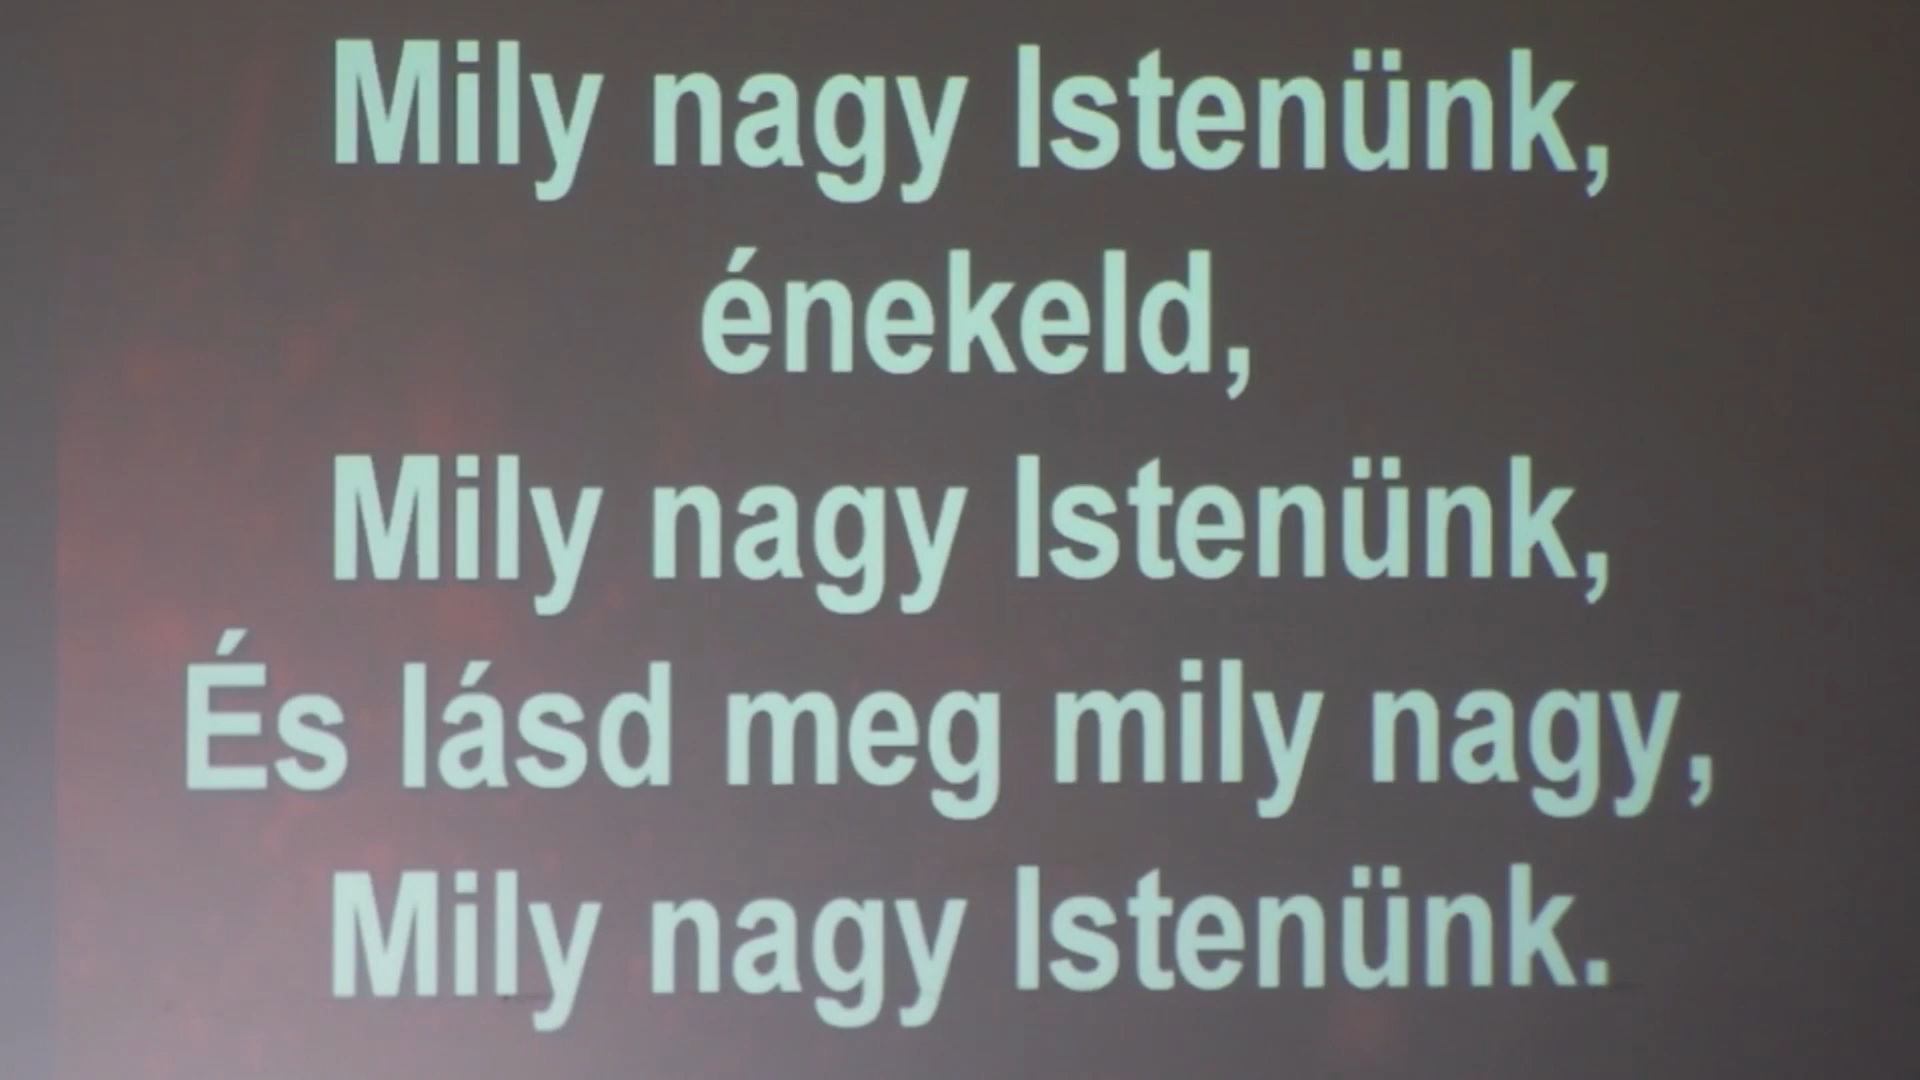 Mily nagy Istenünk,
énekeld,
Mily nagy Istenünk,
És lásd meg mily nagy,
Mily nagy Istenünk.